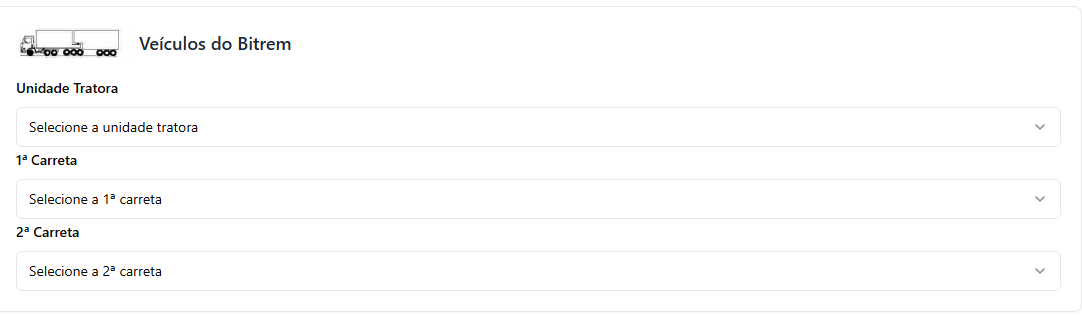 Veículos do Bitrem
Unidade Tratora
Selecione a unidade tratora
1ª Carreta
Selecione a 1ª carreta
2ª Carreta
Selecione a 2ª carreta